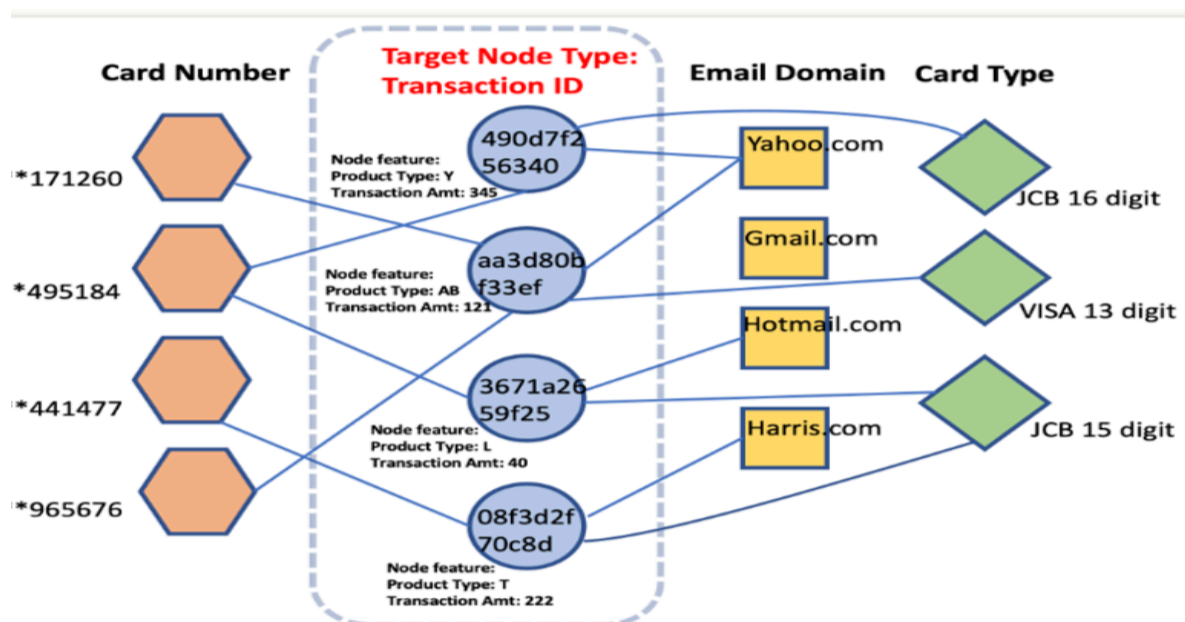 Card Number
Target Node Type:
Transaction ID
Email Domain
Card Type
**171260
*495184
**441477
**965676
490d7f2
56340
Node feature:
Product Type: Y
Transaction Amt: 345
aa3d80b
f33ef
Node feature:
Product Type: AB
Transaction Amt: 121
3671a26
59f25
Node feature:
Product Type: L
Transaction Amt: 40
08f3d2f
70c8d
Node feature:
Product Type: T
Transaction Amt: 222
Yahoo.com
Gmail.com
Hotmail.com
Harris.com
JCB 16 digit
VISA 13 digit
JCB 15 digit